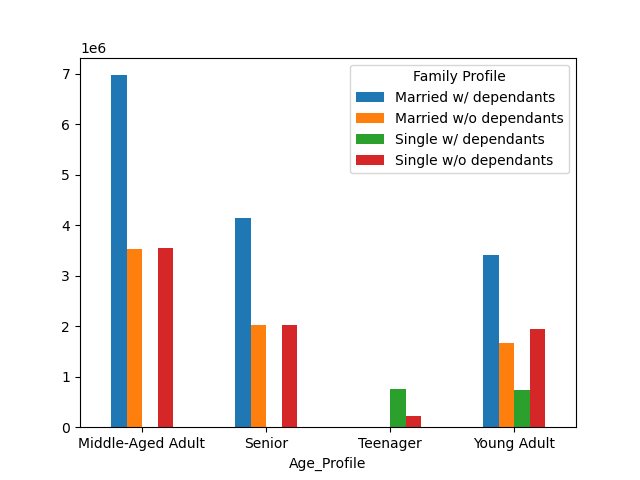 1e6
7
6
5
4
3
2
1
0
Family Profile
Married w/ dependants
Married w/o dependants
Single w/ dependants
Single w/o dependants
Middle-Aged Adult Senior Teenager Young Adult
Age_Profile